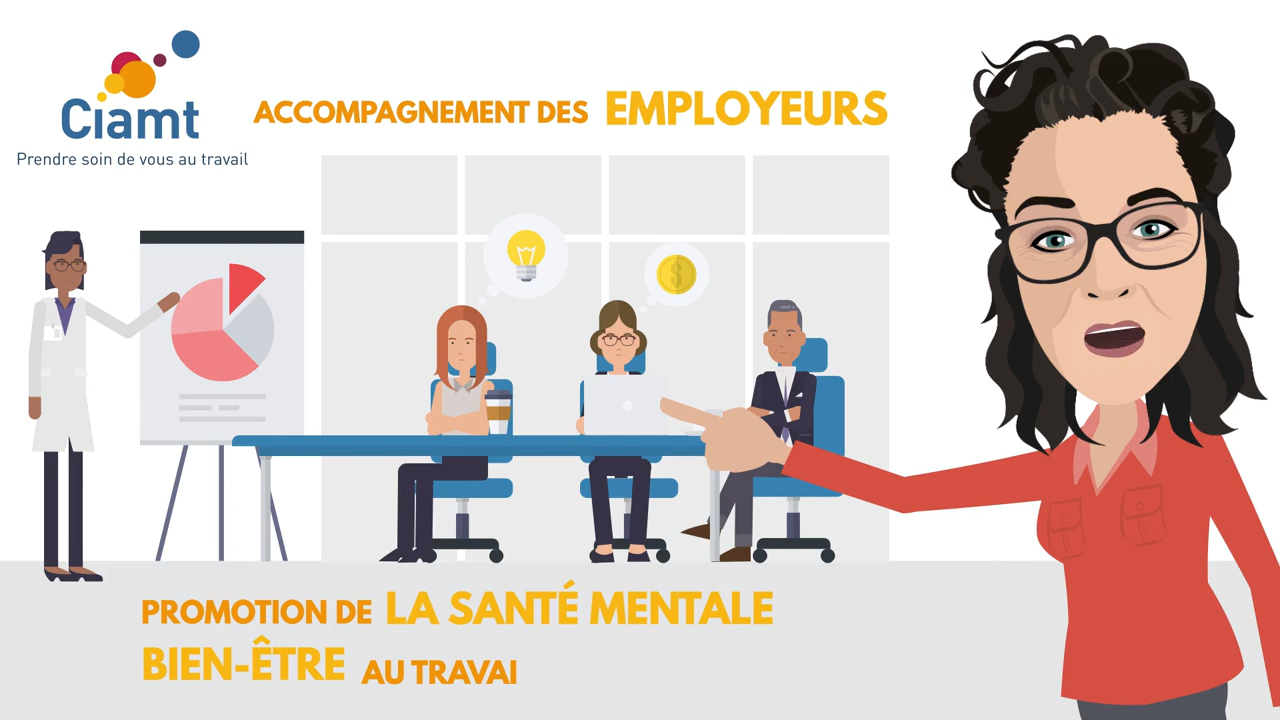 Ciamt
Prendre soin de vous au travail
ACCOMPAGNEMENT DES EMPLOYEURS
PROMOTION DE LA SANTÉ MENTALE
BIEN-ÊTRE AU TRAVAI